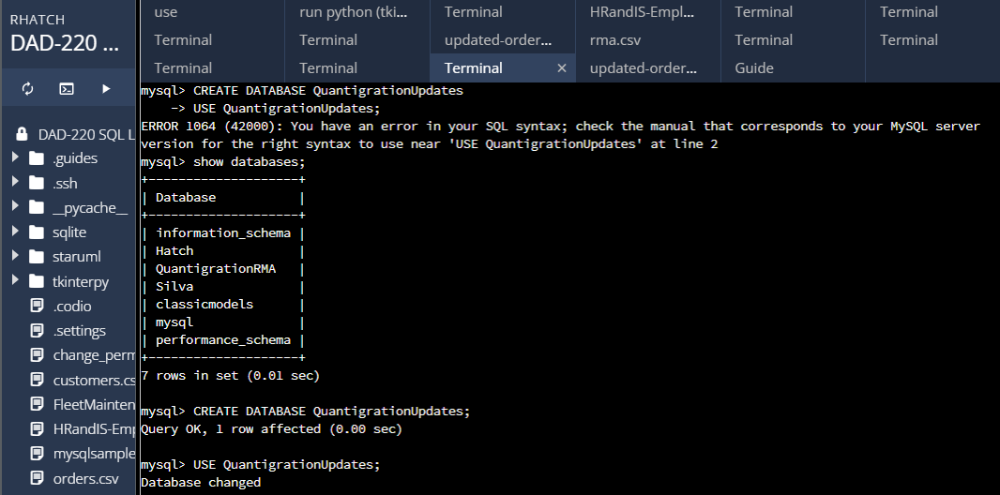 RHATCH
DAD-220 ...
use
run python (tki...
Terminal
HRandIS-Empl...
Terminal
Terminal
Terminal
Terminal
updated-order...
rma.csv
Terminal
Terminal
Terminal
Terminal
Terminal ×
updated-order...
Guide
DAD-220 SQL L
.guides
.ssh
__pycache__
sqlite
staruml
tkinterpy
.codio
.settings
change_perm
customers.cs
FleetMainten
HRandIS-Emp
mysqlsample
orders.csv
mysql> CREATE DATABASE QuantigrationUpdates
    -> USE QuantigrationUpdates;
ERROR 1064 (42000): You have an error in your SQL syntax; check the manual that corresponds to your MySQL server
version for the right syntax to use near 'USE QuantigrationUpdates' at line 2
mysql> show databases;
+--------------------+
| Database           |
+--------------------+
| information_schema |
| Hatch              |
| QuantigrationRMA   |
| Silva              |
| classicmodels      |
| mysql              |
| performance_schema |
+--------------------+
7 rows in set (0.01 sec)
mysql> CREATE DATABASE QuantigrationUpdates;
Query OK, 1 row affected (0.00 sec)
mysql> USE QuantigrationUpdates;
Database changed